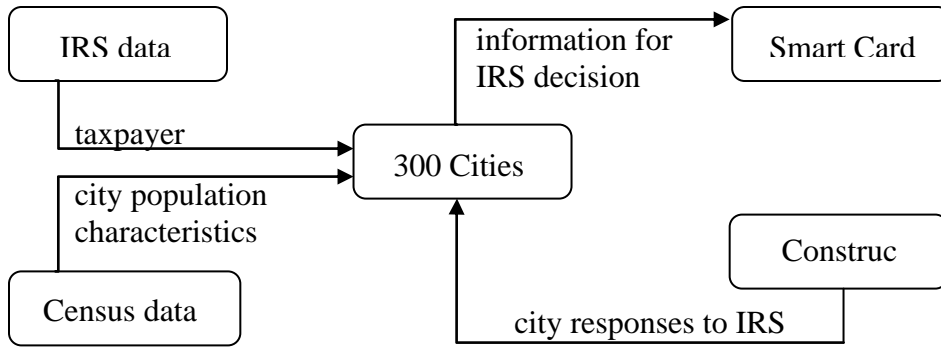 IRS data
information for
IRS decision
Smart Card
taxpayer
300 Cities
city population
characteristics
Construc
Census data
city responses to IRS